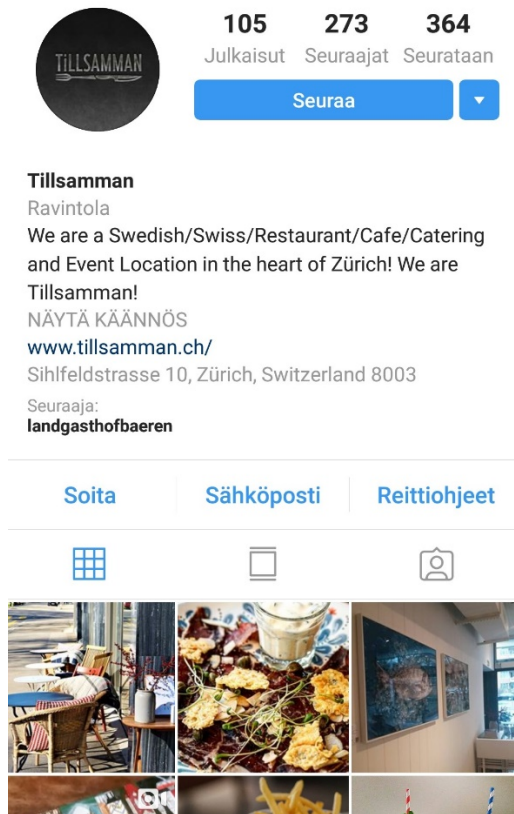 105 273 364
Julkaisut Seuraajat Seurataan
TiLLSAMMAN
Seuraa
Tillsamman
Ravintola
We are a Swedish/Swiss/Restaurant/Cafe/Catering
and Event Location in the heart of Zürich! We are
Tillsamman!
NÄYTÄ KÄÄNNÖS
www.tillsamman.ch/
Sihlfeldstrasse 10, Zürich, Switzerland 8003
Seuraaja:
landgasthofbaeren
Soita Sähköposti Reittiohjeet